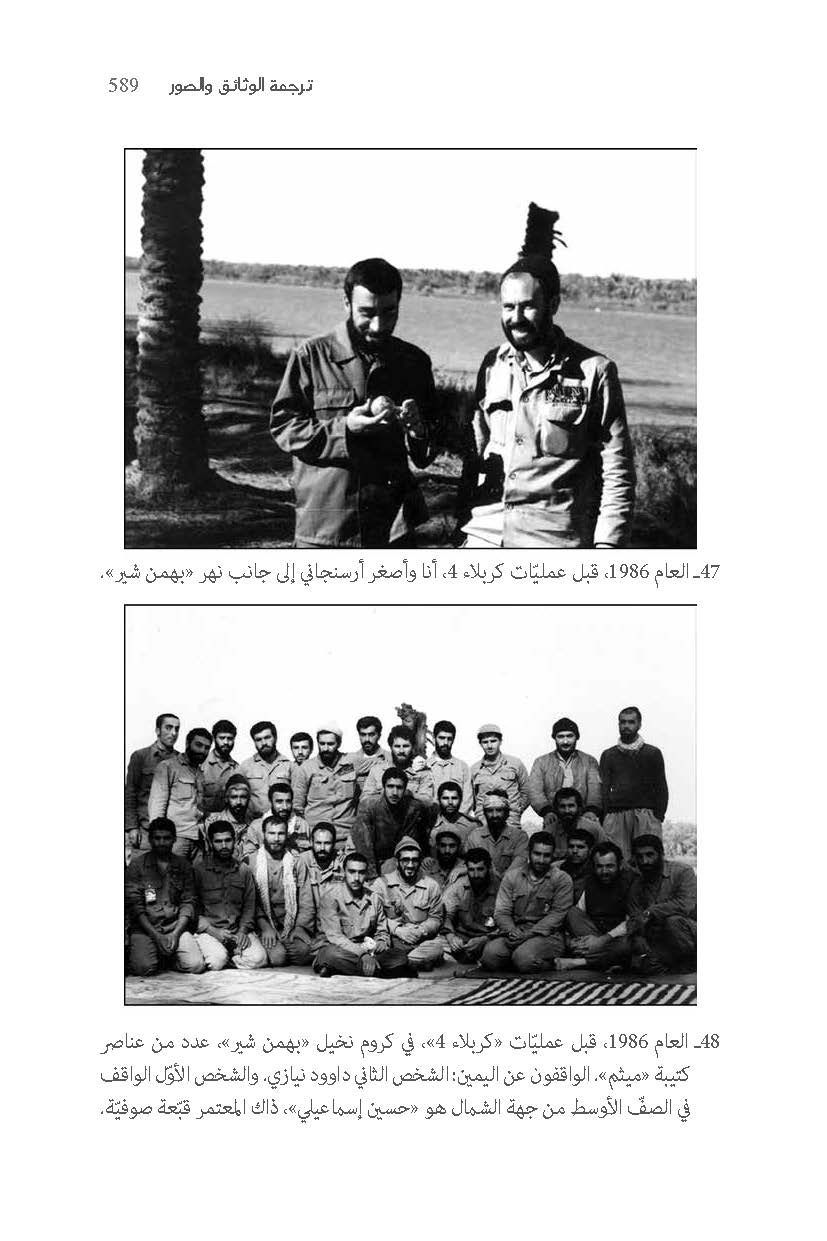 ترجمة الوثائق والصور 589
47ـ العام 1986، قبل عمليّات كربلاء 4، أنا وأصغر أرسنجاني إلى جانب نهر «بهمن شير».
48ـ العام 1986، قبل عمليّات «كربلاء 4»، في كروم نخيل «بهمن شير»، عدد من عناصر
كتيبة «ميثم». الواقفون عن اليمين: الشخص الثاني داوود نيازي. والشخص الأوّل الواقف
في الصفّ الأوسط من جهة الشمال هو «حسين إسماعيلي»، ذاك المعتمر قبّعة صوفيّة.